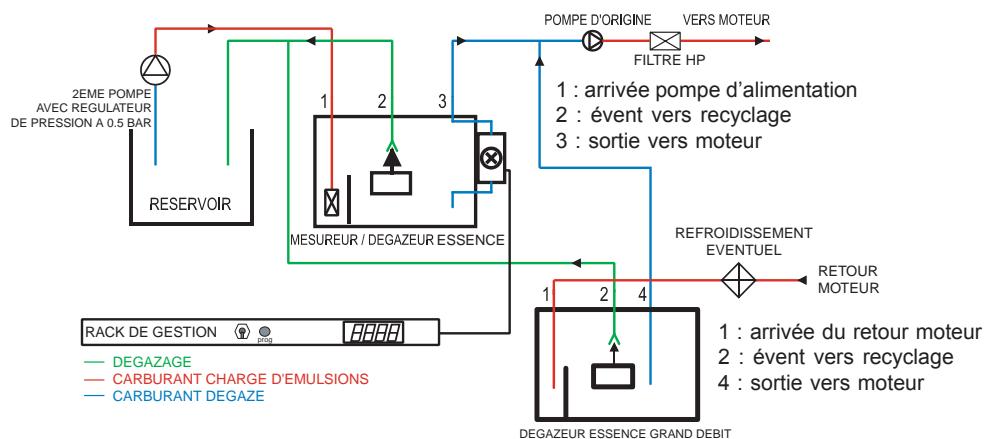 POMPE D'ORIGINE
VERS MOTEUR
FILTRE HP
2EME POMPE
AVEC REGULATEUR
DE PRESSION A 0.5 BAR
1
2
3
1 : arrivée pompe d'alimentation
2 : évent vers recyclage
3 : sortie vers moteur
RESERVOIR
MESUREUR / DEGAZEUR ESSENCE
REFROIDISSEMENT
EVENTUEL
RETOUR
MOTEUR
1
2
4
RACK DE GESTION
prog
8888
1 : arrivée du retour moteur
2 : évent vers recyclage
4 : sortie vers moteur
DEGAZAGE
CARBURANT CHARGE D'EMULSIONS
CARBURANT DEGAZE
DEGAZEUR ESSENCE GRAND DEBIT